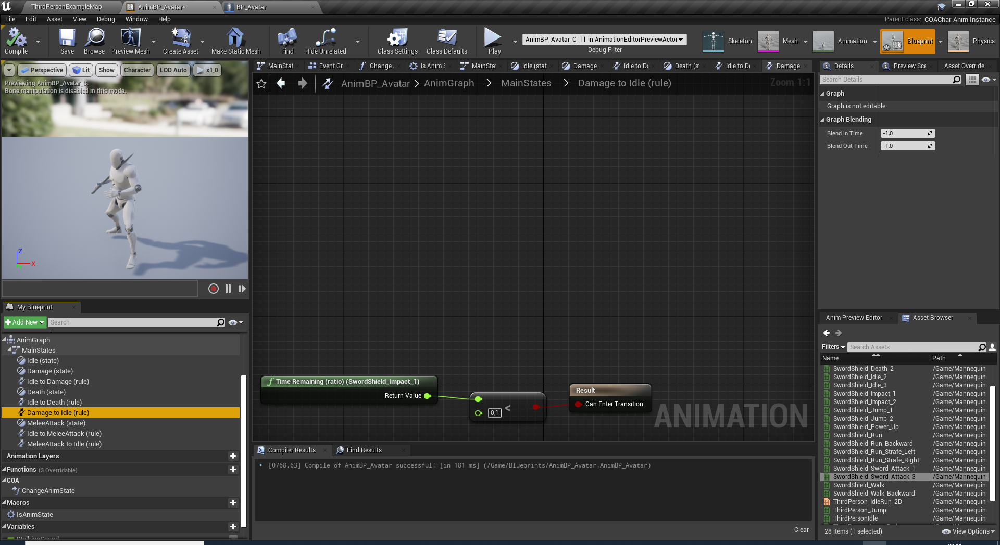 ThirdPersonExampleMap
AnimBP_Avatar*
BP_Avatar
File Edit Asset View Debug Window Help
Parent class: COAChar Anim Instance
Compile
Save
Browse
Preview Mesh
Create Asset
Make Static Mesh
Find
Hide Unrelated
Class Settings
Class Defaults
Play
AnimBP_Avatar_C_11 in AnimationEditorPreviewActor
Debug Filter
Skeleton
Mesh
Animation
Blueprint
Physics
Perspective
Lit
Show
Character
LOD Auto
x1,0
Previewing AnimBP_Avatar_C.
Bone manipulation is disabled in this mode.
Z
X
Y
MainStat
Event Gr
Change
Is Anim S
MainSta
Idle (stat
Damage
Idle to Da
Death (st
Idle to De
Damage
AnimBP_Avatar > AnimGraph > MainStates > Damage to Idle (rule)
Zoom 1:1
Time Remaining (ratio) (SwordShield_Impact_1)
Return Value
0,1
<
Result
Can Enter Transition
ANIMATION
Compiler Results
Find Results
• [0768,63] Compile of AnimBP_Avatar successful! [in 181 ms] (/Game/Blueprints/AnimBP_Avatar.AnimBP_Avatar)
Clear
My Blueprint
Add New
Search
AnimGraph
MainStates
Idle (state)
Damage (state)
Idle to Damage (rule)
Death (state)
Idle to Death (rule)
Damage to Idle (rule)
MeleeAttack (state)
Idle to MeleeAttack (rule)
MeleeAttack to Idle (rule)
Animation Layers
Functions (3 Overridable)
COA
ChangeAnimState
Macros
IsAnimState
Variables
WalkingSpeed
Details
Preview Sce
Asset Override
Search Details
Graph
Graph is not editable.
Graph Blending
Blend in Time -1,0
Blend Out Time -1,0
Anim Preview Editor
Asset Browser
Filters
Search Assets
Name Path
SwordShield_Death_2 /Game/Mannequin
SwordShield_Idle_2 /Game/Mannequin
SwordShield_Idle_3 /Game/Mannequin
SwordShield_Impact_1 /Game/Mannequin
SwordShield_Impact_2 /Game/Mannequin
SwordShield_Jump_1 /Game/Mannequin
SwordShield_Jump_2 /Game/Mannequin
SwordShield_Power_Up /Game/Mannequin
SwordShield_Run /Game/Mannequin
SwordShield_Run_Backward /Game/Mannequin
SwordShield_Run_Strafe_Left /Game/Mannequin
SwordShield_Run_Strafe_Right /Game/Mannequin
SwordShield_Sword_Attack_1 /Game/Mannequin
SwordShield_Sword_Attack_3 /Game/Mannequin
SwordShield_Walk /Game/Mannequin
SwordShield_Walk_Backward /Game/Mannequin
ThirdPerson_IdleRun_2D /Game/Mannequin
ThirdPerson_Jump /Game/Mannequin
ThirdPersonIdle /Game/Mannequin
28 items (1 selected)
View Options